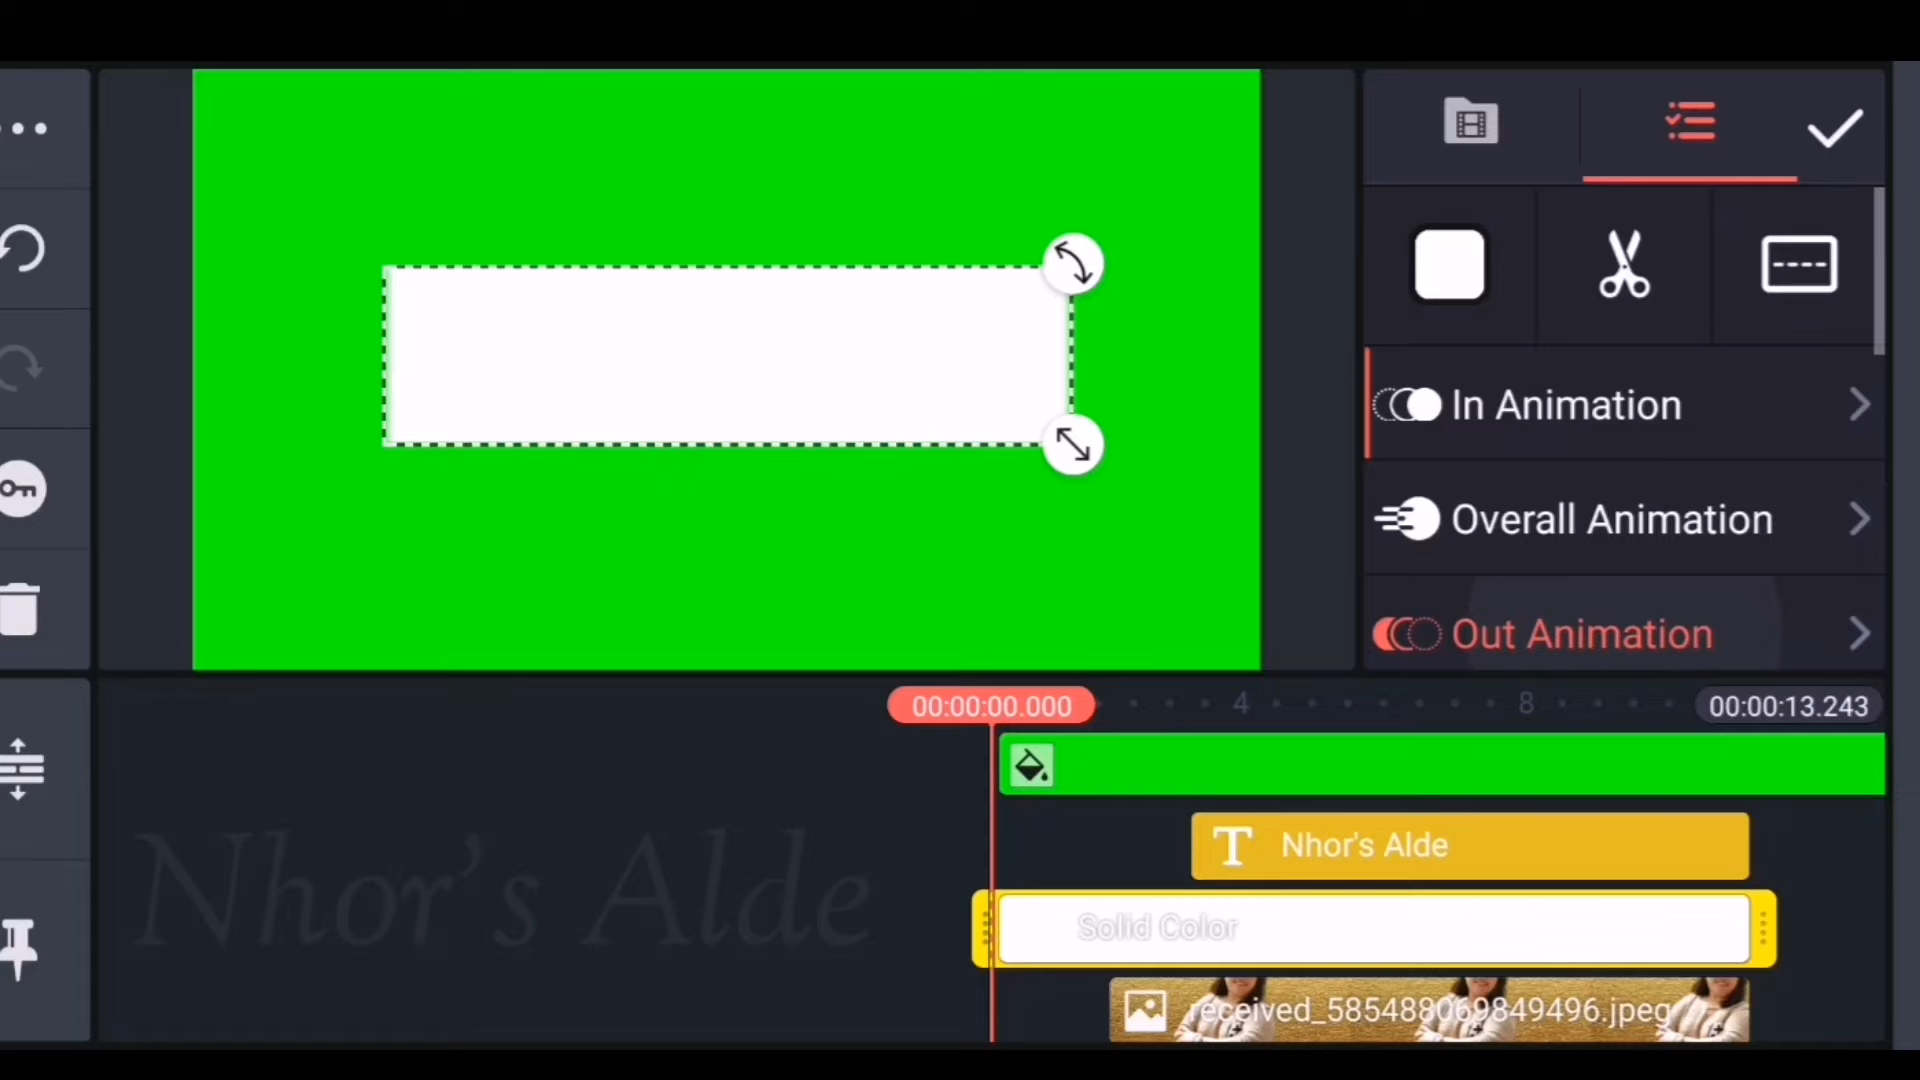 In Animation
Overall Animation
Out Animation
00:00:00.000
4
8
00:00:13.243
Nhor's Alde
Nhor's Alde
Solid Color
received_585488069849496.jpeg